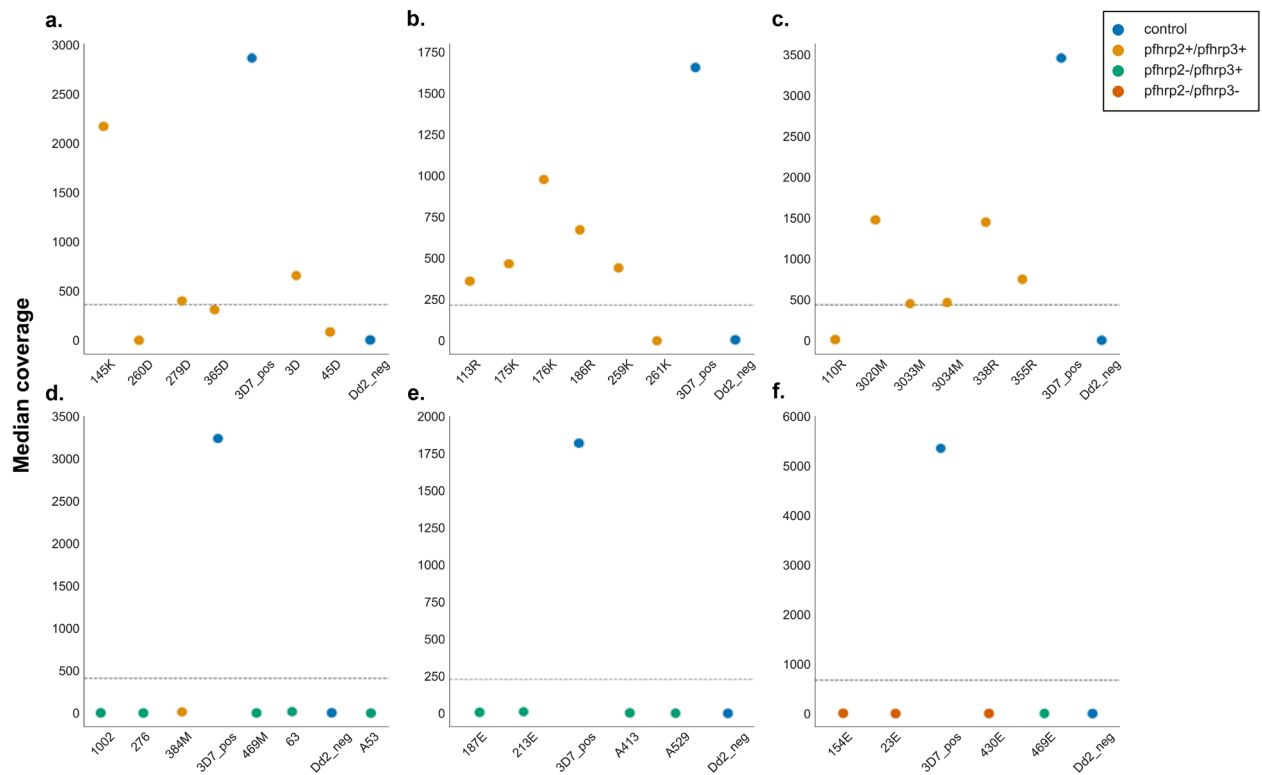 a.
3000
2500
2000
1500
1000
500
0
145K
260D
279D
365D
3D7_pos
3D
45D
Dd2_neg
b.
1750
1500
1250
1000
750
500
250
0
113R
175K
176K
186R
259K
261K
3D7_pos
Dd2_neg
c.
3500
3000
2500
2000
1500
1000
500
0
110R
3020M
3033M
3034M
338R
355R
3D7_pos
Dd2_neg
control
pfhrp2+/pfhrp3+
pfhrp2-/pfhrp3+
pfhrp2-/pfhrp3-
Median coverage
d.
3500
3000
2500
2000
1500
1000
500
0
1002
276
384M
3D7_pos
469M
63
Dd2_neg
A53
e.
2000
1750
1500
1250
1000
750
500
250
0
187E
213E
3D7_pos
A413
A529
Dd2_neg
f.
6000
5000
4000
3000
2000
1000
0
154E
23E
3D7_pos
430E
469E
Dd2_neg